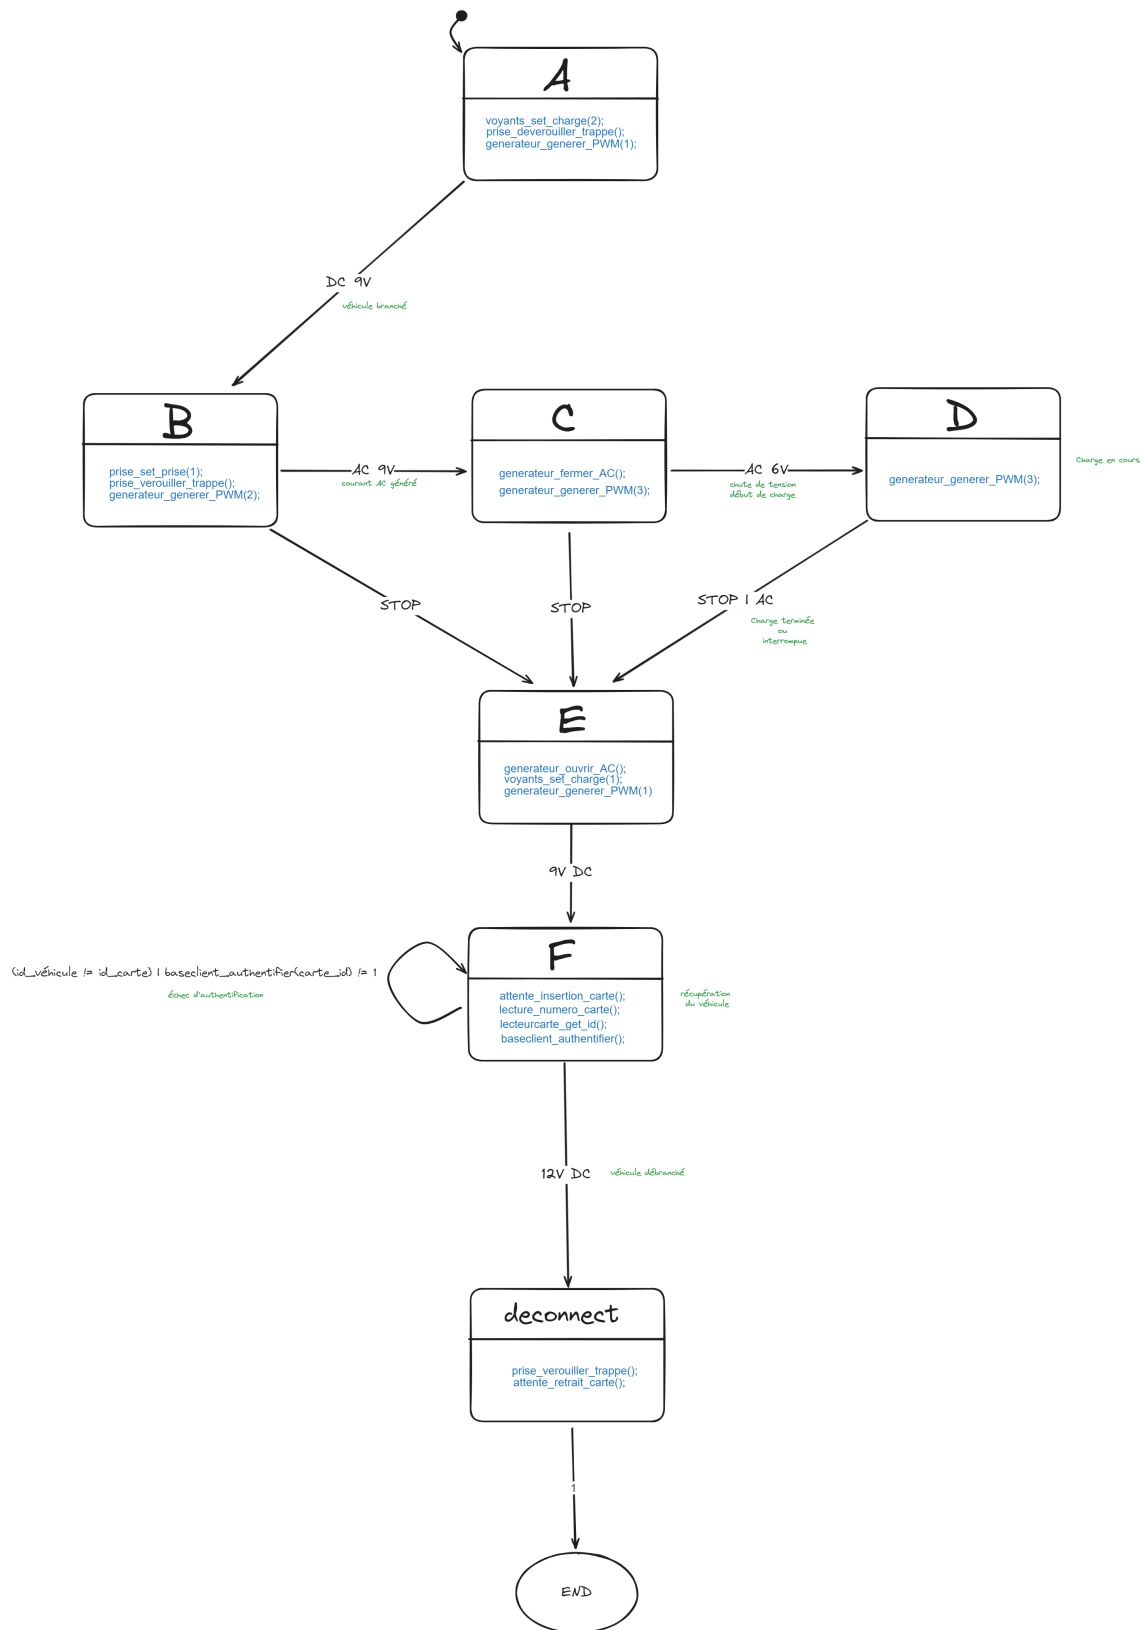 A
voyants_set_charge(2);
prise_deverouiller_trappe();
generateur_generer_PWM(1);
DC 9V
véhicule branché
B
prise_set_prise(1);
prise_verouiller_trappe();
generateur_generer_PWM(2);
AC 9V
courant AC généré
C
generateur_fermer_AC();
generateur_generer_PWM(3);
AC 6V
chute de tension
début de charge
D
generateur_generer_PWM(3);
Charge en cours
STOP
STOP
STOP | AC
Charge terminée
ou
interrompue
E
generateur_ouvrir_AC();
voyants_set_charge(1);
generateur_generer_PWM(1)
9V DC
F
attente_insertion_carte();
lecture_numero_carte();
lecteurcarte_get_id();
baseclient_authentifier();
(id_véhicule != id_carte) | baseclient_authentifier(carte_id) != 1
échec d'authentification
récupération
du véhicule
12V DC
véhicule débranché
deconnect
prise_verouiller_trappe();
attente_retrait_carte();
1
END